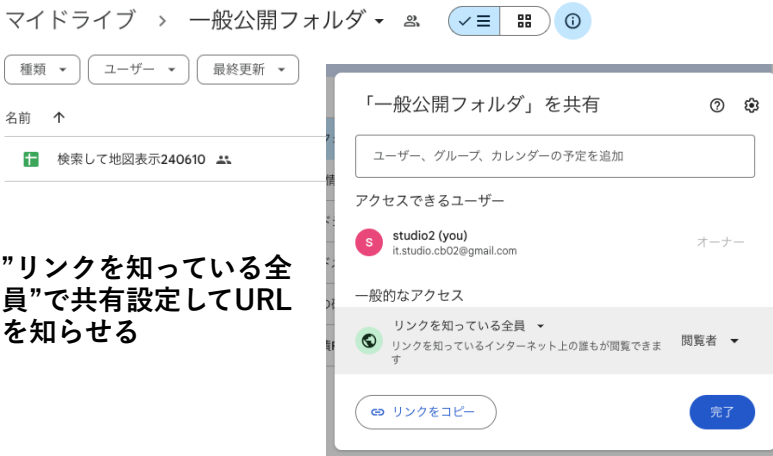 マイドライブ > 一般公開フォルダ
種類 ユーザー 最終更新
名前
検索して地図表示240610
”リンクを知っている全
員”で共有設定してURL
を知らせる
「一般公開フォルダ」を共有
ユーザー、グループ、カレンダーの予定を追加
アクセスできるユーザー
S
studio2 (you)
it.studio.cb02@gmail.com
オーナー
一般的なアクセス
リンクを知っている全員
リンクを知っているインターネット上の誰もが閲覧できま
す
閲覧者
リンクをコピー
完了